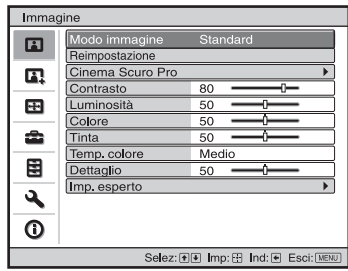 Immagine
Modo immagine Standard
Reimpostazione
Cinema Scuro Pro
Contrasto 80
Luminosità 50
Colore 50
Tinta 50
Temp. colore Medio
Dettaglio 50
Imp. esperto
Selez: Imp: Ind: Esci: MENU